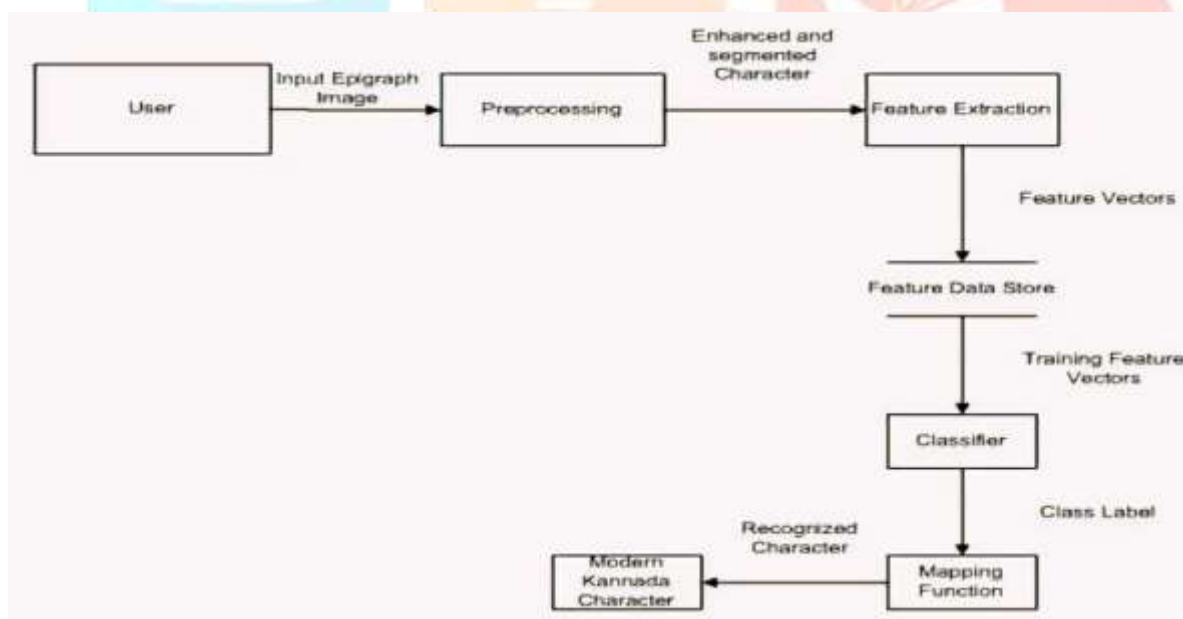 User
Input Epigraph
Image
Preprocessing
Enhanced and
segmented
Character
Feature Extraction
Feature Vectors
Feature Data Store
Training Feature
Vectors
Classifier
Class Label
Mapping
Function
Recognized
Character
Modern
Kannada
Character